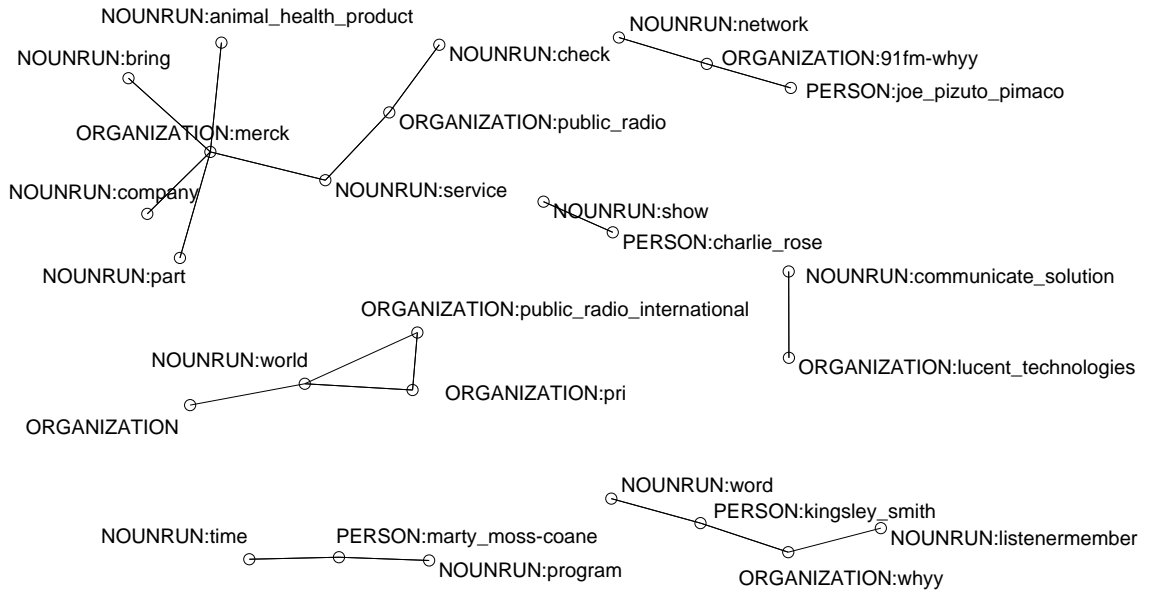 NOUNRUN:animal_health_product
NOUNRUN:network
NOUNRUN:bring
NOUNRUN:check
ORGANIZATION:91fm-whyy
PERSON:joe_pizuto_pimaco
ORGANIZATION:public_radio
ORGANIZATION:merck
NOUNRUN:company
NOUNRUN:service
NOUNRUN:show
PERSON:charlie_rose
NOUNRUN:part
NOUNRUN:communicate_solution
ORGANIZATION:public_radio_international
NOUNRUN:world
ORGANIZATION:lucent_technologies
ORGANIZATION:pri
ORGANIZATION
NOUNRUN:word
PERSON:kingsley_smith
NOUNRUN:time
PERSON:marty_moss-coane
NOUNRUN:listenermember
NOUNRUN:program
ORGANIZATION:whyy